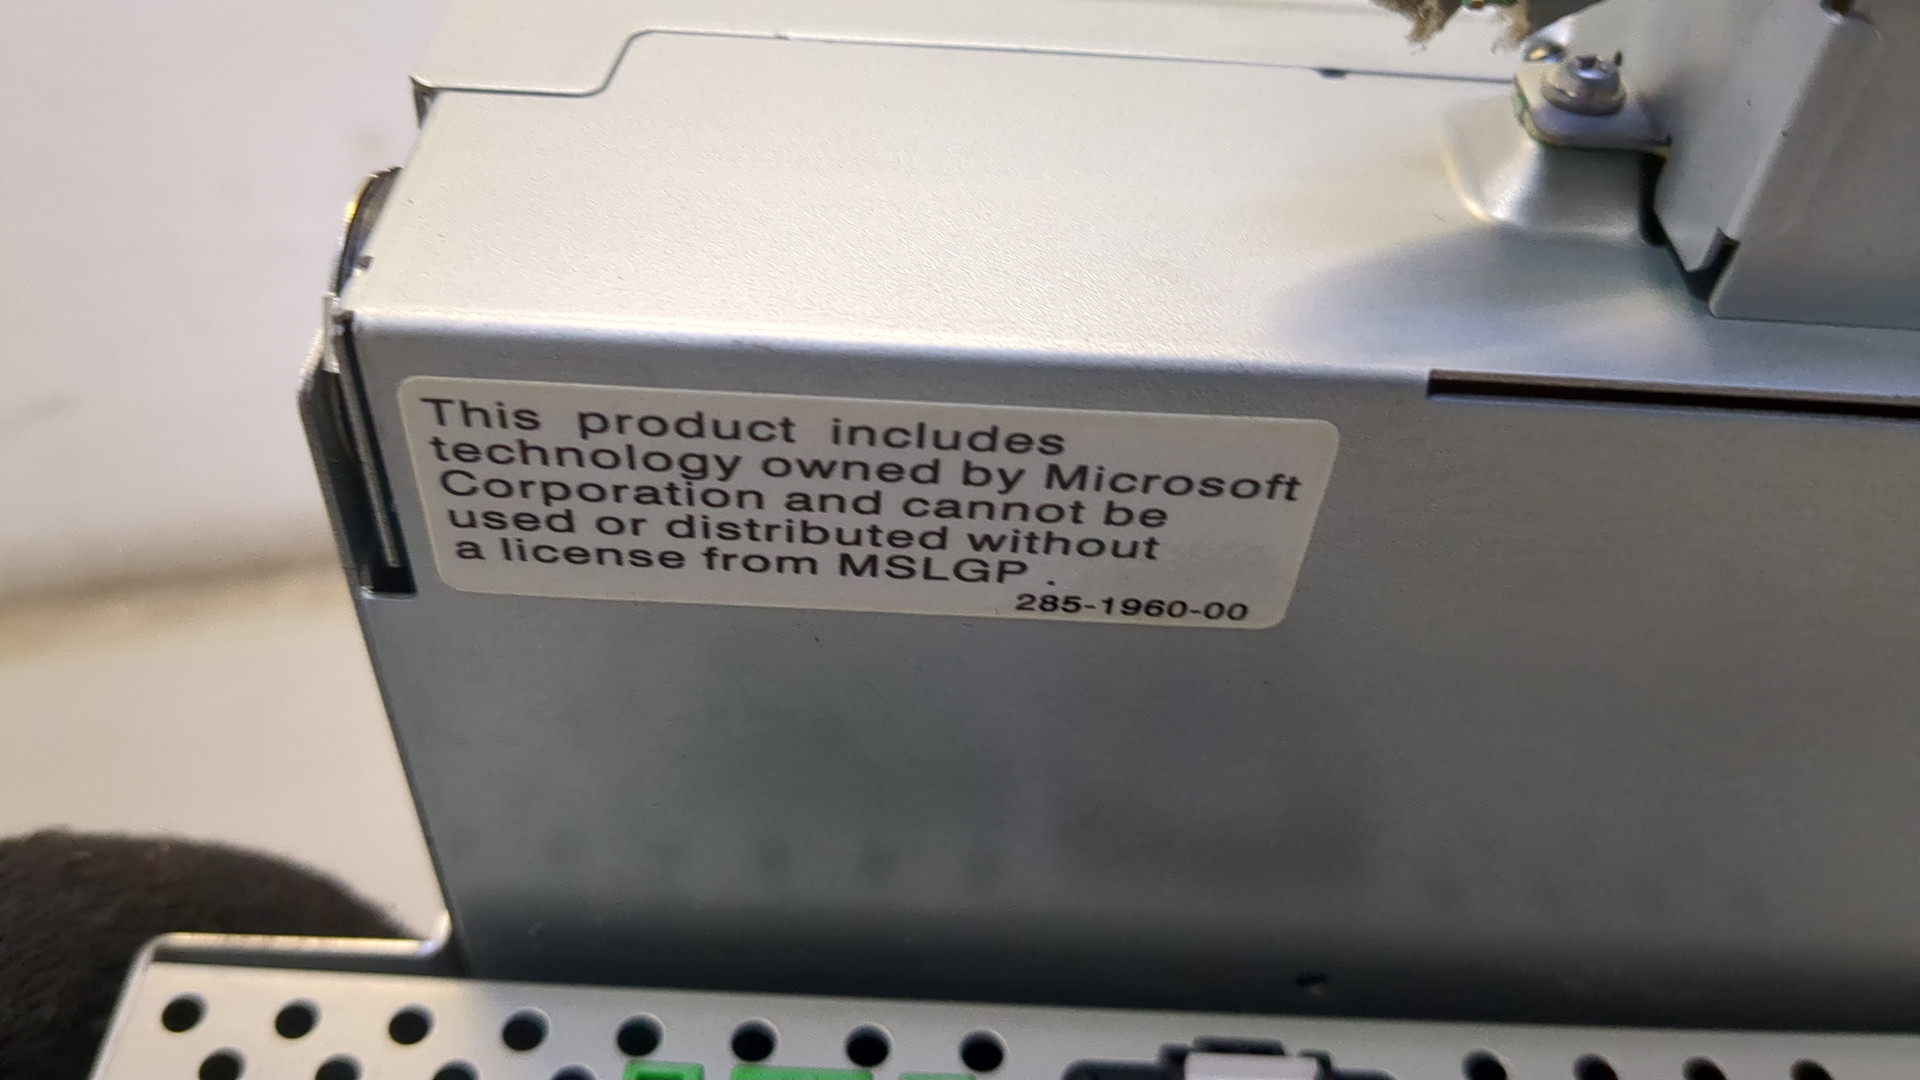 This product includes
technology owned by Microsoft
Corporation and cannot be
used or distributed without
a license from MSLGP .
285-1960-00